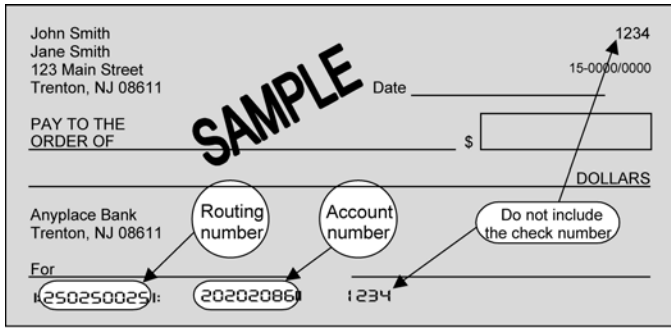 John Smith
Jane Smith
123 Main Street
Trenton, NJ 08611
1234
15-0000/0000
SAMPLE
Date
PAY TO THE
ORDER OF
$
DOLLARS
Anyplace Bank
Trenton, NJ 08611
Routing
number
Account
number
Do not include
the check number
For
⑆250250025⑆ 202020860⑈ 1234